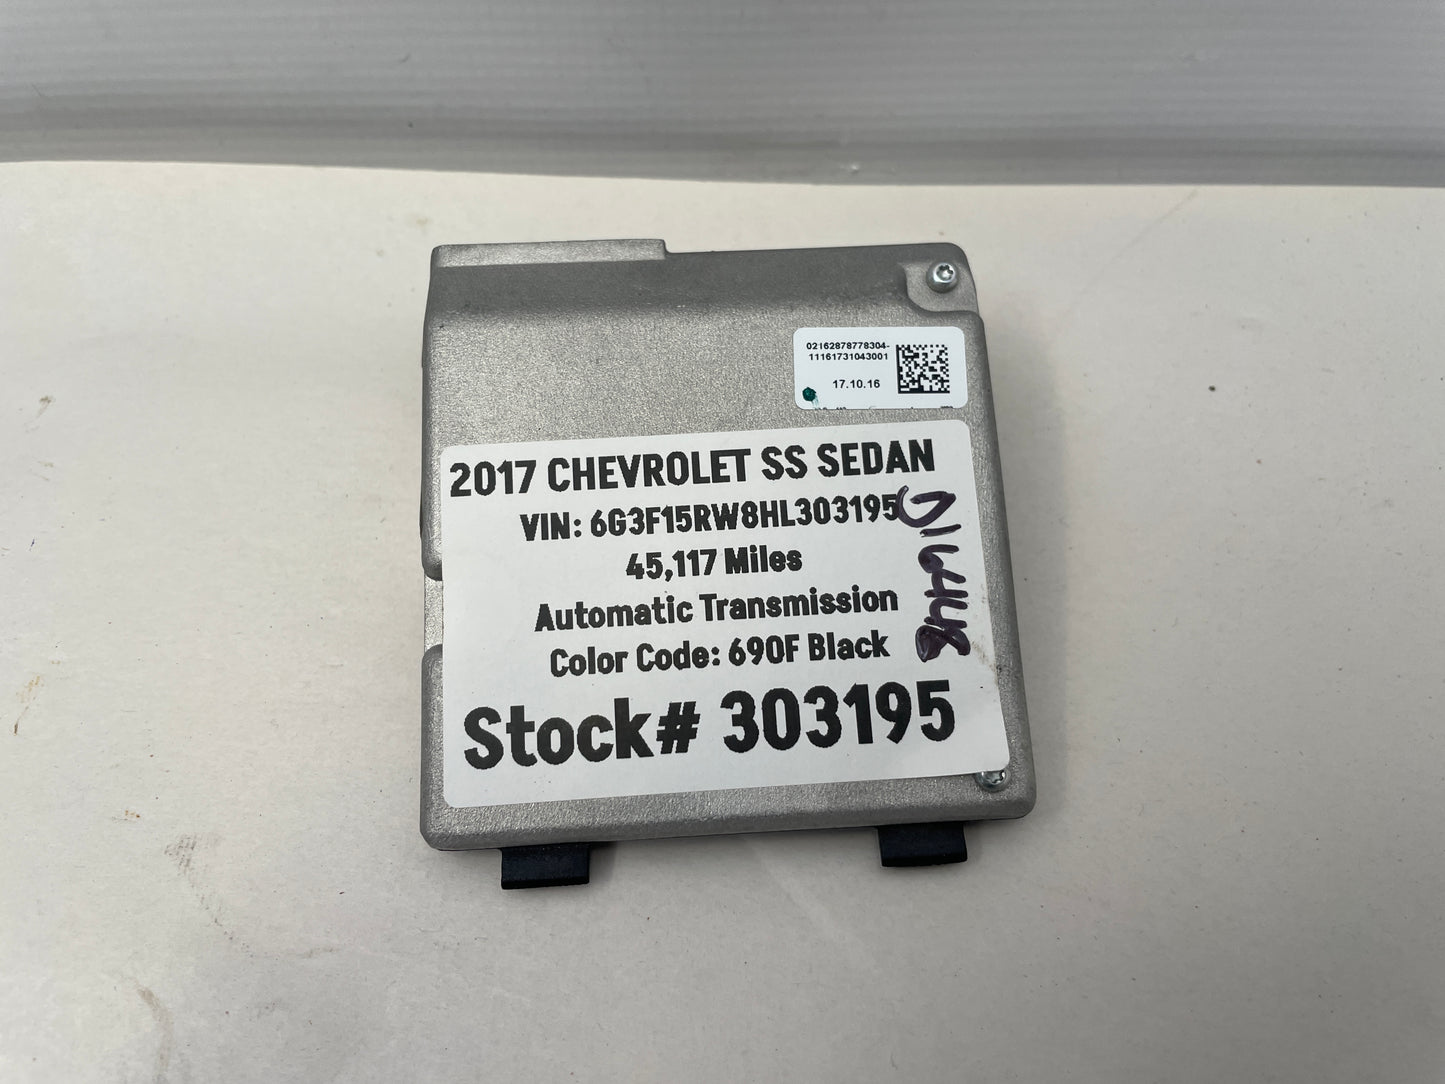 02162878778304-
11161731043001
17.10.16
2017 CHEVROLET SS SEDAN
VIN: 6G3F15RW8HL303195
45,117 Miles
Automatic Transmission
Color Code: 690F Black
Stock# 303195
D16448